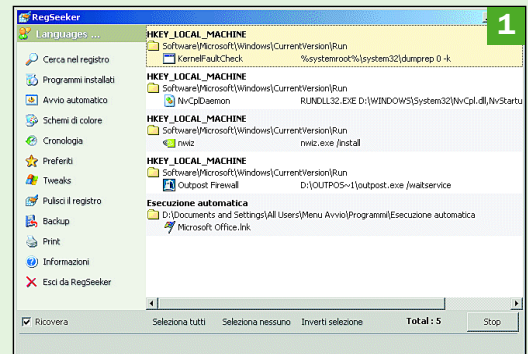 RegSeeker
1
Languages ...
Cerca nel registro
Programmi installati
Avvio automatico
Schemi di colore
Cronologia
Preferiti
Tweaks
Pulisci il registro
Backup
Print
Informazioni
Esci da RegSeeker
HKEY_LOCAL_MACHINE
Software\Microsoft\Windows\CurrentVersion\Run
KernelFaultCheck %systemroot%\system32\dumprep 0 -k
HKEY_LOCAL_MACHINE
Software\Microsoft\Windows\CurrentVersion\Run
NvCplDaemon RUNDLL32.EXE D:\WINDOWS\System32\NvCpl.dll,NvStartu
HKEY_LOCAL_MACHINE
Software\Microsoft\Windows\CurrentVersion\Run
nwiz nwiz.exe /install
HKEY_LOCAL_MACHINE
Software\Microsoft\Windows\CurrentVersion\Run
Outpost Firewall D:\OUTPOS~1\outpost.exe /waitservice
Esecuzione automatica
D:\Documents and Settings\All Users\Menu Avvio\Programmi\Esecuzione automatica
Microsoft Office.lnk
Ricovera Seleziona tutti Seleziona nessuno Inverti selezione Total : 5 Stop